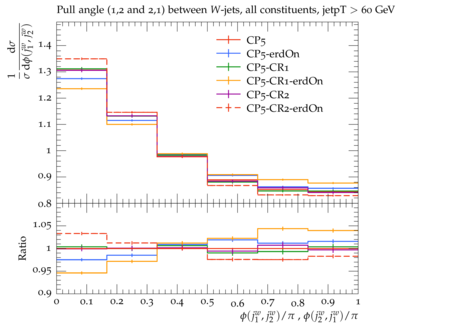 Pull angle (1,2 and 2,1) between W-jets, all constituents, jetpT > 60 GeV
1/σ dσ/dϕ(j₁ʷ, j₂ʷ)
CP5
CP5-erdOn
CP5-CR1
CP5-CR1-erdOn
CP5-CR2
CP5-CR2-erdOn
1.4
1.3
1.2
1.1
1
0.9
0.8
Ratio
1.05
1.0
0.95
0.9
0 0.1 0.2 0.3 0.4 0.5 0.6 0.7 0.8 0.9 1
ϕ(j₁ʷ, j₂ʷ)/π , ϕ(j₂ʷ, j₁ʷ)/π